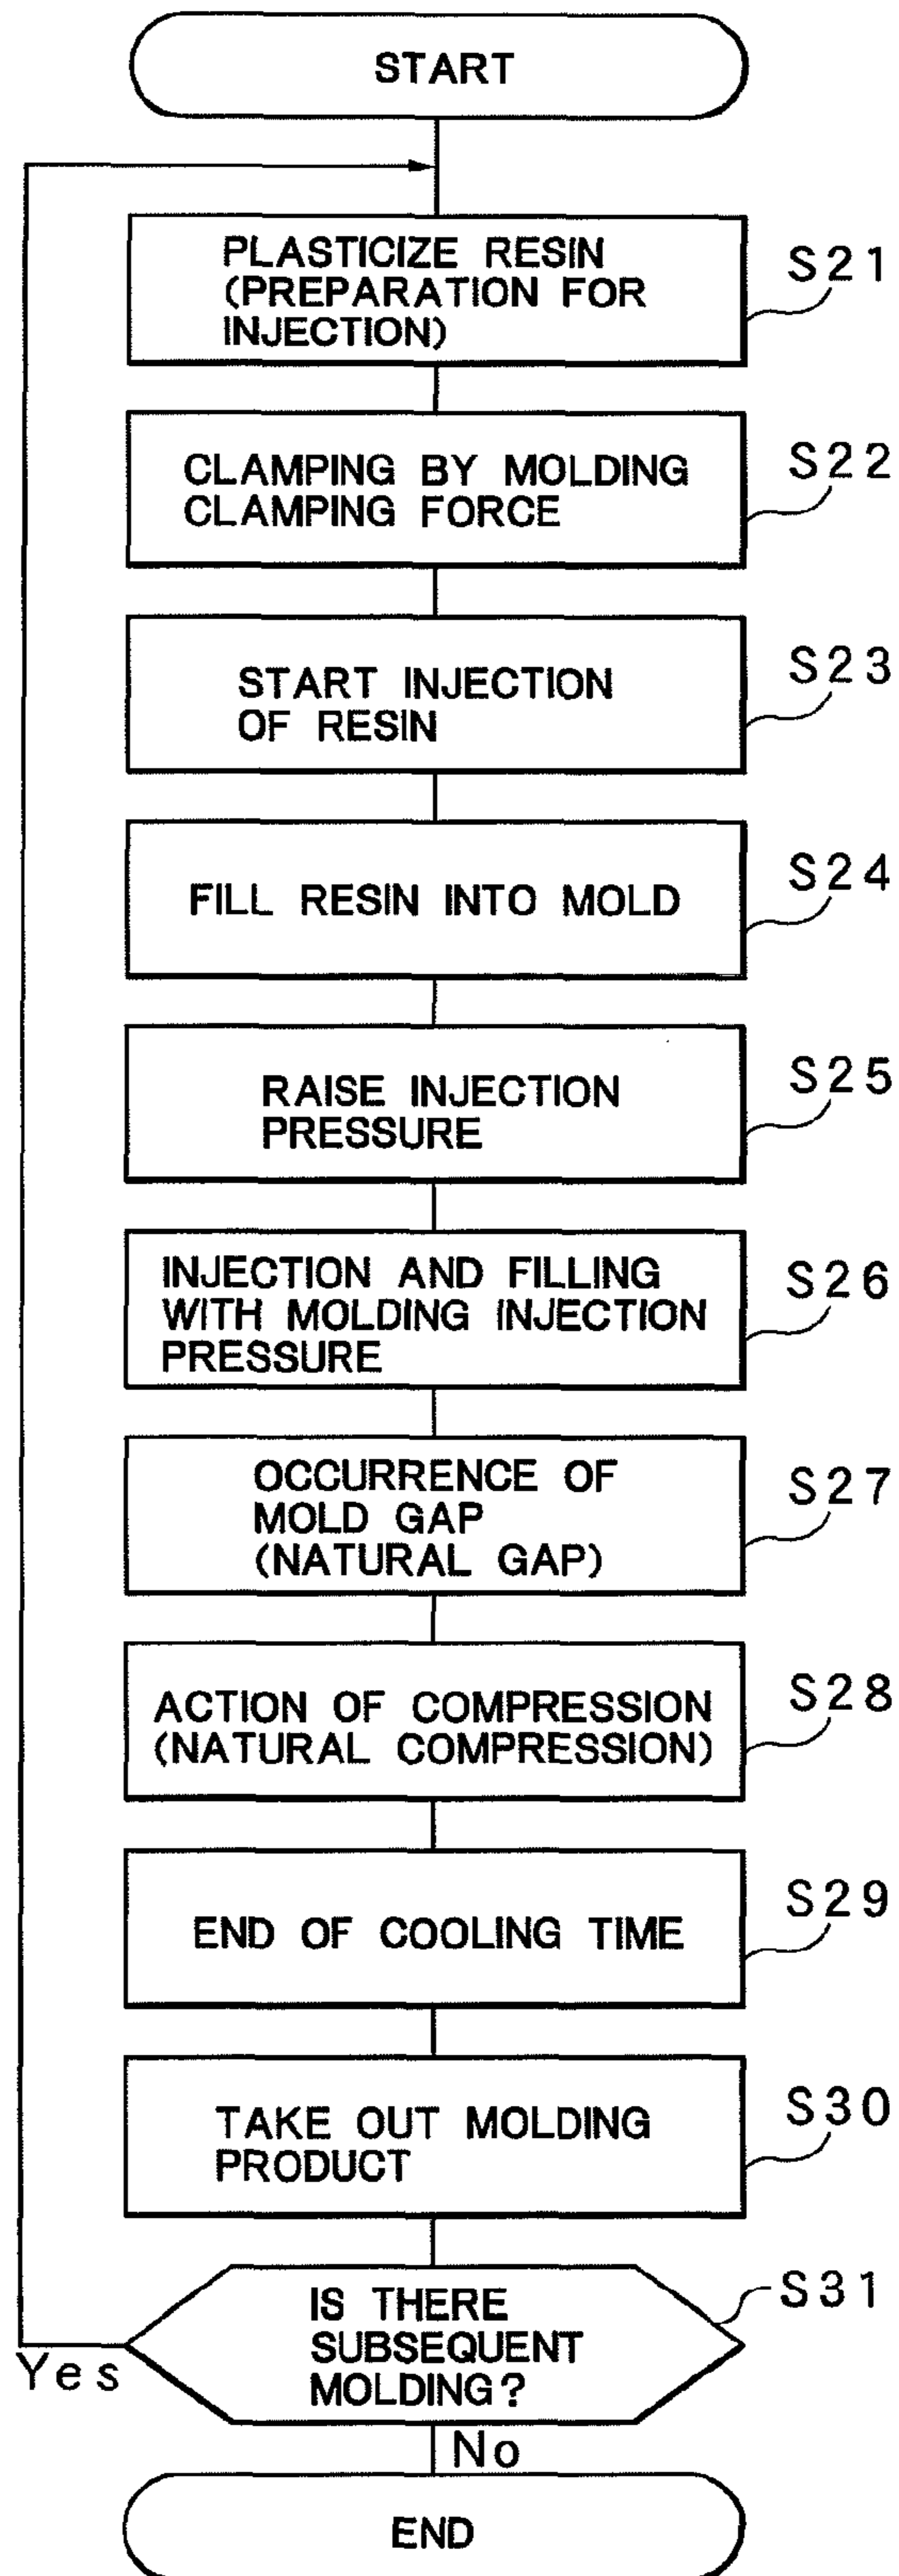 START
PLASTICIZE RESIN
(PREPARATION FOR
INJECTION)
S21
CLAMPING BY MOLDING
CLAMPING FORCE
S22
START INJECTION
OF RESIN
S23
FILL RESIN INTO MOLD
S24
RAISE INJECTION
PRESSURE
S25
INJECTION AND FILLING
WITH MOLDING INJECTION
PRESSURE
S26
OCCURRENCE OF
MOLD GAP
(NATURAL GAP)
S27
ACTION OF COMPRESSION
(NATURAL COMPRESSION)
S28
END OF COOLING TIME
S29
TAKE OUT MOLDING
PRODUCT
S30
IS THERE
SUBSEQUENT
MOLDING?
S31
Yes
No
END